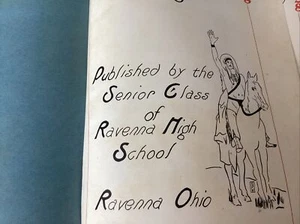 Published by the
Senior Class
of
Ravenna High
School
Ravenna Ohio